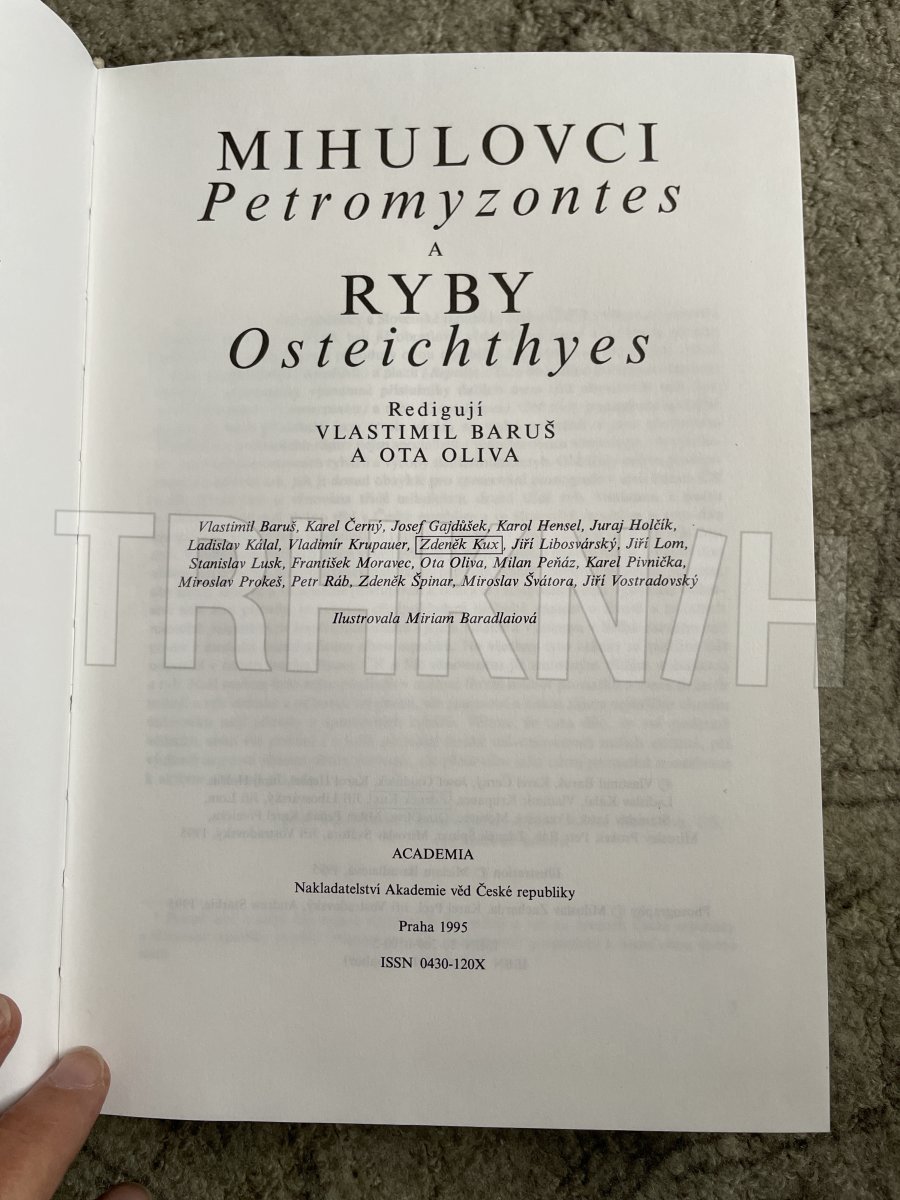 MIHULOVCI
Petromyzontes
A
RYBY
Osteichthyes
Redigují
VLASTIMIL BARUŠ
A OTA OLIVA
Vlastimil Baruš, Karel Černý, Josef Gajdůšek, Karol Hensel, Juraj Holčík,
Ladislav Kálal, Vladimír Krupauer, Zdeněk Kux, Jiří Libosvárský, Jiří Lom,
Stanislav Lusk, František Moravec, Ota Oliva, Milan Peňáz, Karel Pivnička,
Miroslav Prokeš, Petr Ráb, Zdeněk Špinar, Miroslav Švátora, Jiří Vostradovský
Ilustrovala Miriam Baradlaiová
TRHKNIH
ACADEMIA
Nakladatelství Akademie věd České republiky
Praha 1995
ISSN 0430-120X